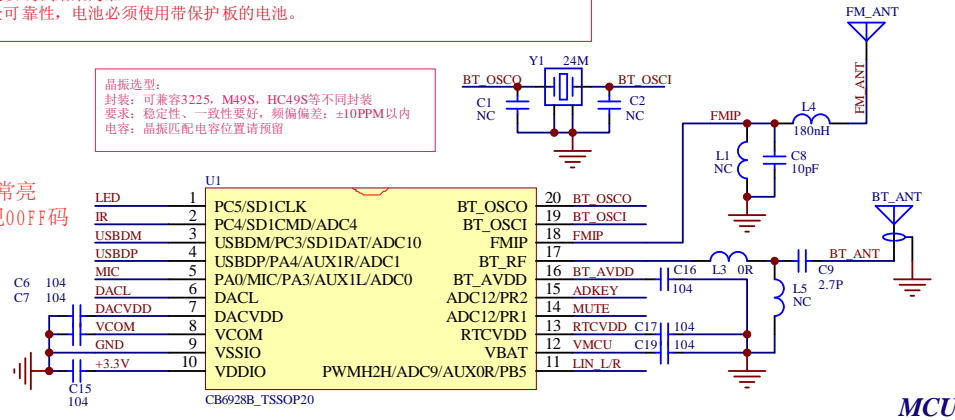 可靠性，电池必须使用带保护板的电池。
晶振选型:
封装: 可兼容3225, M49S, HC49S等不同封装
要求: 稳定性、一致性要好, 频偏偏差: ±10PPM以内
电容: 晶振匹配电容位置请预留
常亮
00FF码
FM_ANT
FM_ANT
Y1 24M
BT_OSCO
BT_OSCI
C1
NC
C2
NC
FMIP
L4
180nH
L1
NC
C8
10pF
BT_ANT
U1
LED 1 PC5/SD1CLK
IR 2 PC4/SD1CMD/ADC4
USBDM 3 USBDM/PC3/SD1DAT/ADC10
USBDP 4 USBDP/PA4/AUX1R/ADC1
MIC 5 PA0/MIC/PA3/AUX1L/ADC0
DACL 6 DACL
DACVDD 7 DACVDD
VCOM 8 VCOM
GND 9 VSSIO
+3.3V 10 VDDIO
BT_OSCO 20 BT_OSCO
BT_OSCI 19 BT_OSCI
FMIP 18 FMIP
BT_RF 17
BT_AVDD 16 BT_AVDD
ADC12/PR2 15 ADKEY
ADC12/PR1 14 MUTE
RTCVDD 13 RTCVDD
VBAT 12 VMCU
PWMH2H/ADC9/AUX0R/PB5 11 LIN_L/R
CB6928B_TSSOP20
C6 104
C7 104
C15
104
C16
104
C17 104
C19 104
L3 0R
L5
NC
C9
2.7P
BT_ANT
MCU